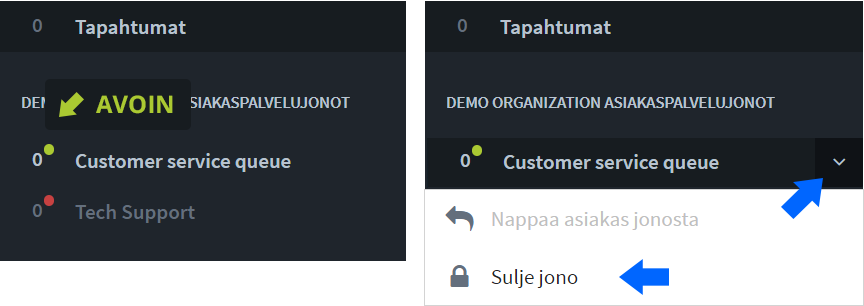 0 Tapahtumat
DEM
AVOIN
SIAKASPALVELUJONOT
0 Customer service queue
0 Tech Support
0 Tapahtumat
DEMO ORGANIZATION ASIAKASPALVELUJONOT
0 Customer service queue
Nappaa asiakas jonosta
Sulje jono